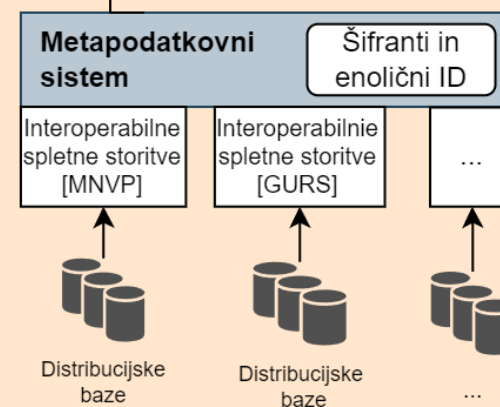 Metapodatkovni
sistem
Šifranti in
enolični ID
Interoperabilne
spletne storitve
[MNVP]
Interoperabilnie
spletne storitve
[GURS]
...
Distribucijske
baze
Distribucijske
baze
...